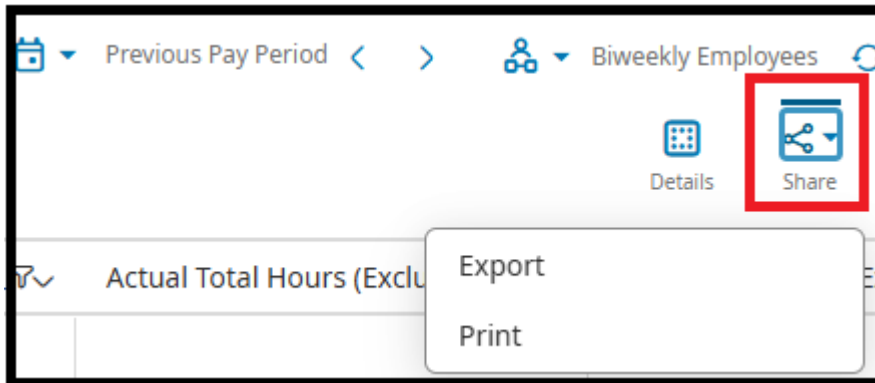 Previous Pay Period
Biweekly Employees
Details
Share
Actual Total Hours (Exclu
Export
Print